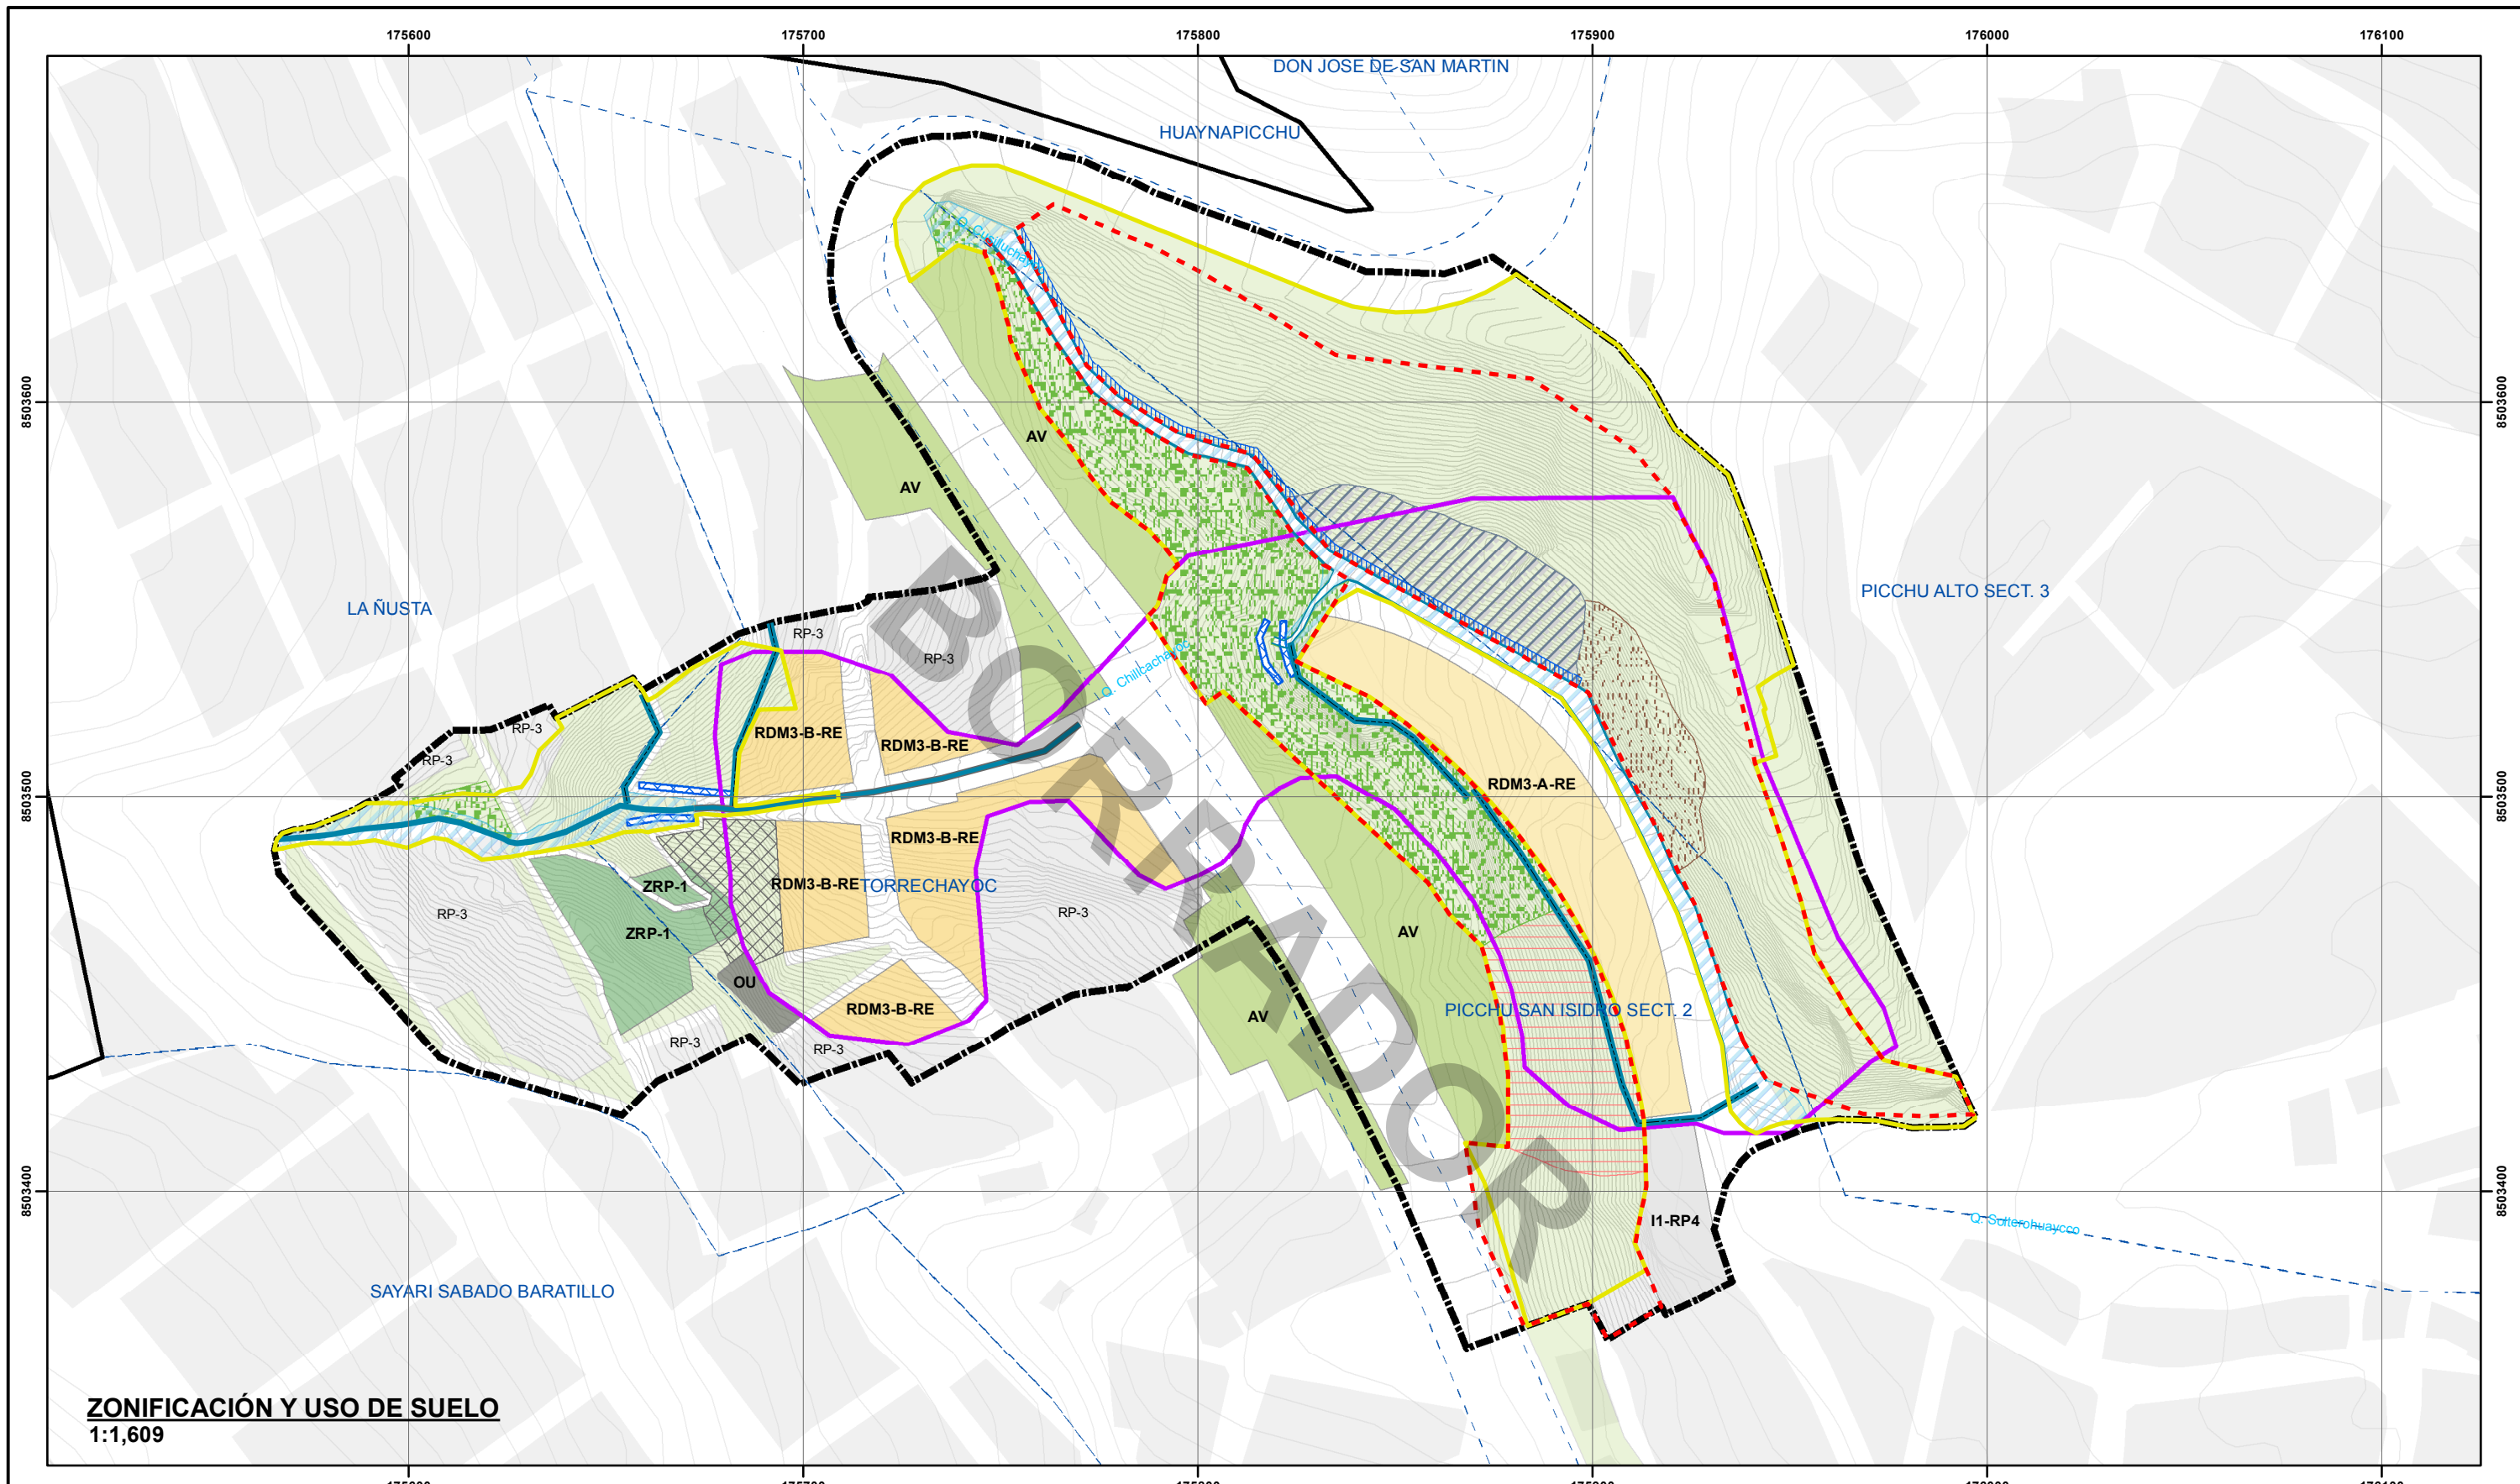 175600 175700 175800 175900 176000 176100
DON JOSE DE SAN MARTIN
HUAYNAPICCHU
Q. Cusilluchayoc
8503600
8503600
AV
AV
PICCHU ALTO SECT. 3
LA ÑUSTA
RP-3
RP-3
Q. Chillcachayoc
RP-3
RDM3-B-RE
RDM3-B-RE
RP-3
RDM3-A-RE
8503500
8503500
RDM3-B-RE
RDM3-B-RE
TORRECHAYOC
ZRP-1
RP-3
RP-3
ZRP-1
AV
OU
RDM3-B-RE
PICCHU SAN ISIDRO SECT. 2
AV
RP-3
RP-3
BORRADOR
8503400
8503400
I1-RP4
Q. Sulterohuaycco
SAYARI SABADO BARATILLO
ZONIFICACIÓN Y USO DE SUELO
1:1,609